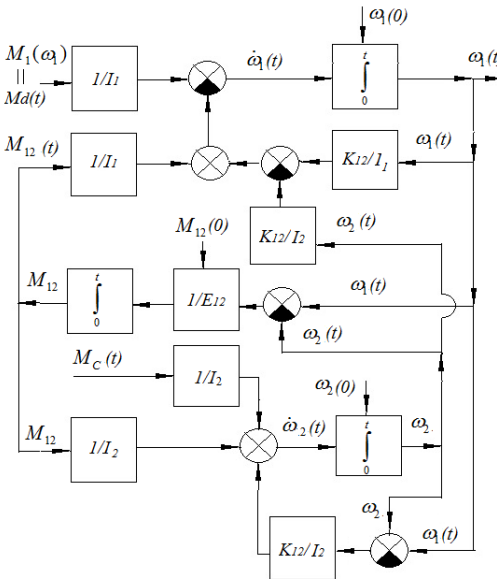 ω₁(0)
M₁(ω₁)
||
Md(t)
1/I₁
ω̇₁(t)
t
∫
0
ω₁(t)
M₁₂(t)
1/I₁
K₁₂/1₁
ω₁(t)
K₁₂/I₂
ω₂(t)
M₁₂(0)
M₁₂
t
∫
0
1/E₁₂
ω₁(t)
ω₂(t)
M_C(t)
1/I₂
ω₂(0)
M₁₂
1/I₂
ω̇.₂(t)
t
∫
0
ω₂.
ω₂
K₁₂/I₂
ω₁(t)